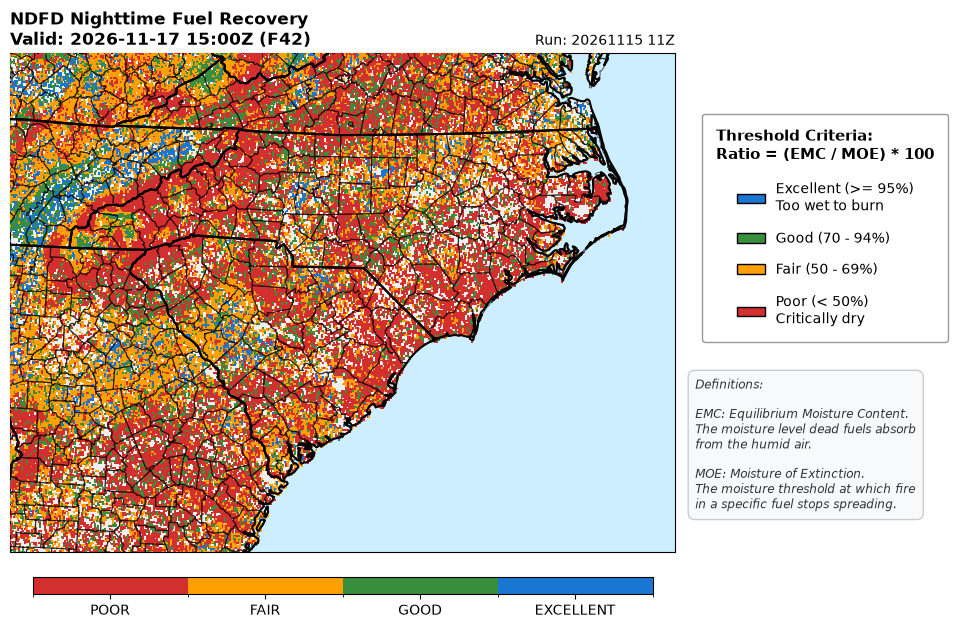 NDFD Nighttime Fuel Recovery
Valid: 2026-11-17 15:00Z (F42)
Run: 20261115 11Z
Threshold Criteria:
Ratio = (EMC / MOE) * 100
Excellent (>= 95%)
Too wet to burn
Good (70 - 94%)
Fair (50 - 69%)
Poor (< 50%)
Critically dry
Definitions:
EMC: Equilibrium Moisture Content.
The moisture level dead fuels absorb
from the humid air.
MOE: Moisture of Extinction.
The moisture threshold at which fire
in a specific fuel stops spreading.
POOR
FAIR
GOOD
EXCELLENT